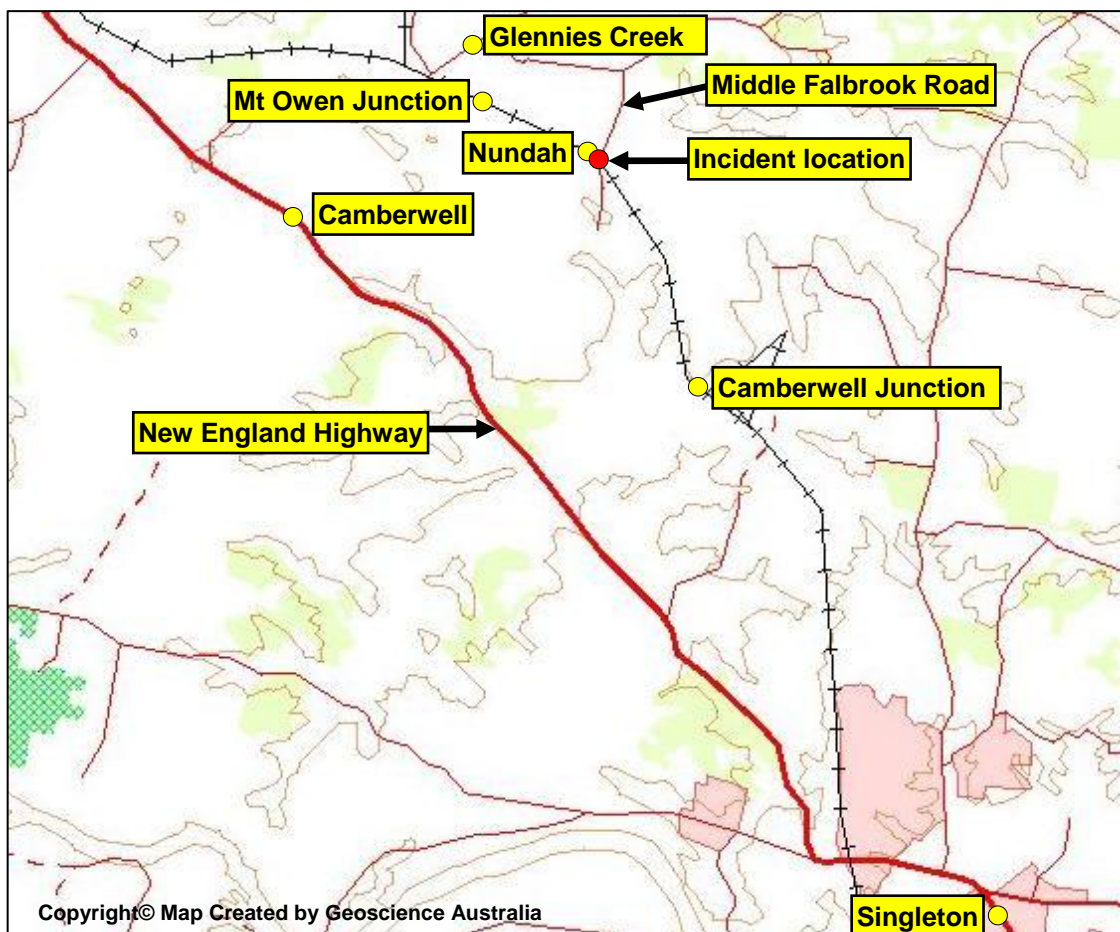 Glennies Creek
Mt Owen Junction
Middle Falbrook Road
Nundah
Incident location
Camberwell
Camberwell Junction
New England Highway
Copyright© Map Created by Geoscience Australia
Singleton